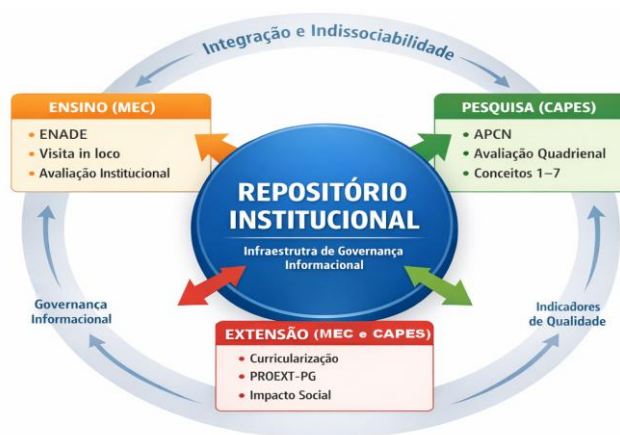 Integração e Indissociabilidade
ENSINO (MEC)
• ENADE
• Visita in loco
• Avaliação Institucional
PESQUISA (CAPES)
• APCN
• Avaliação Quadrienal
• Conceitos 1–7
REPOSITÓRIO
INSTITUCIONAL
Infraestrutra de Governança
Informacional
Governança
Informacional
Indicadores
de Qualidade
EXTENSÃO (MEC e CAPES)
• Curricularização
• PROEXT-PG
• Impacto Social